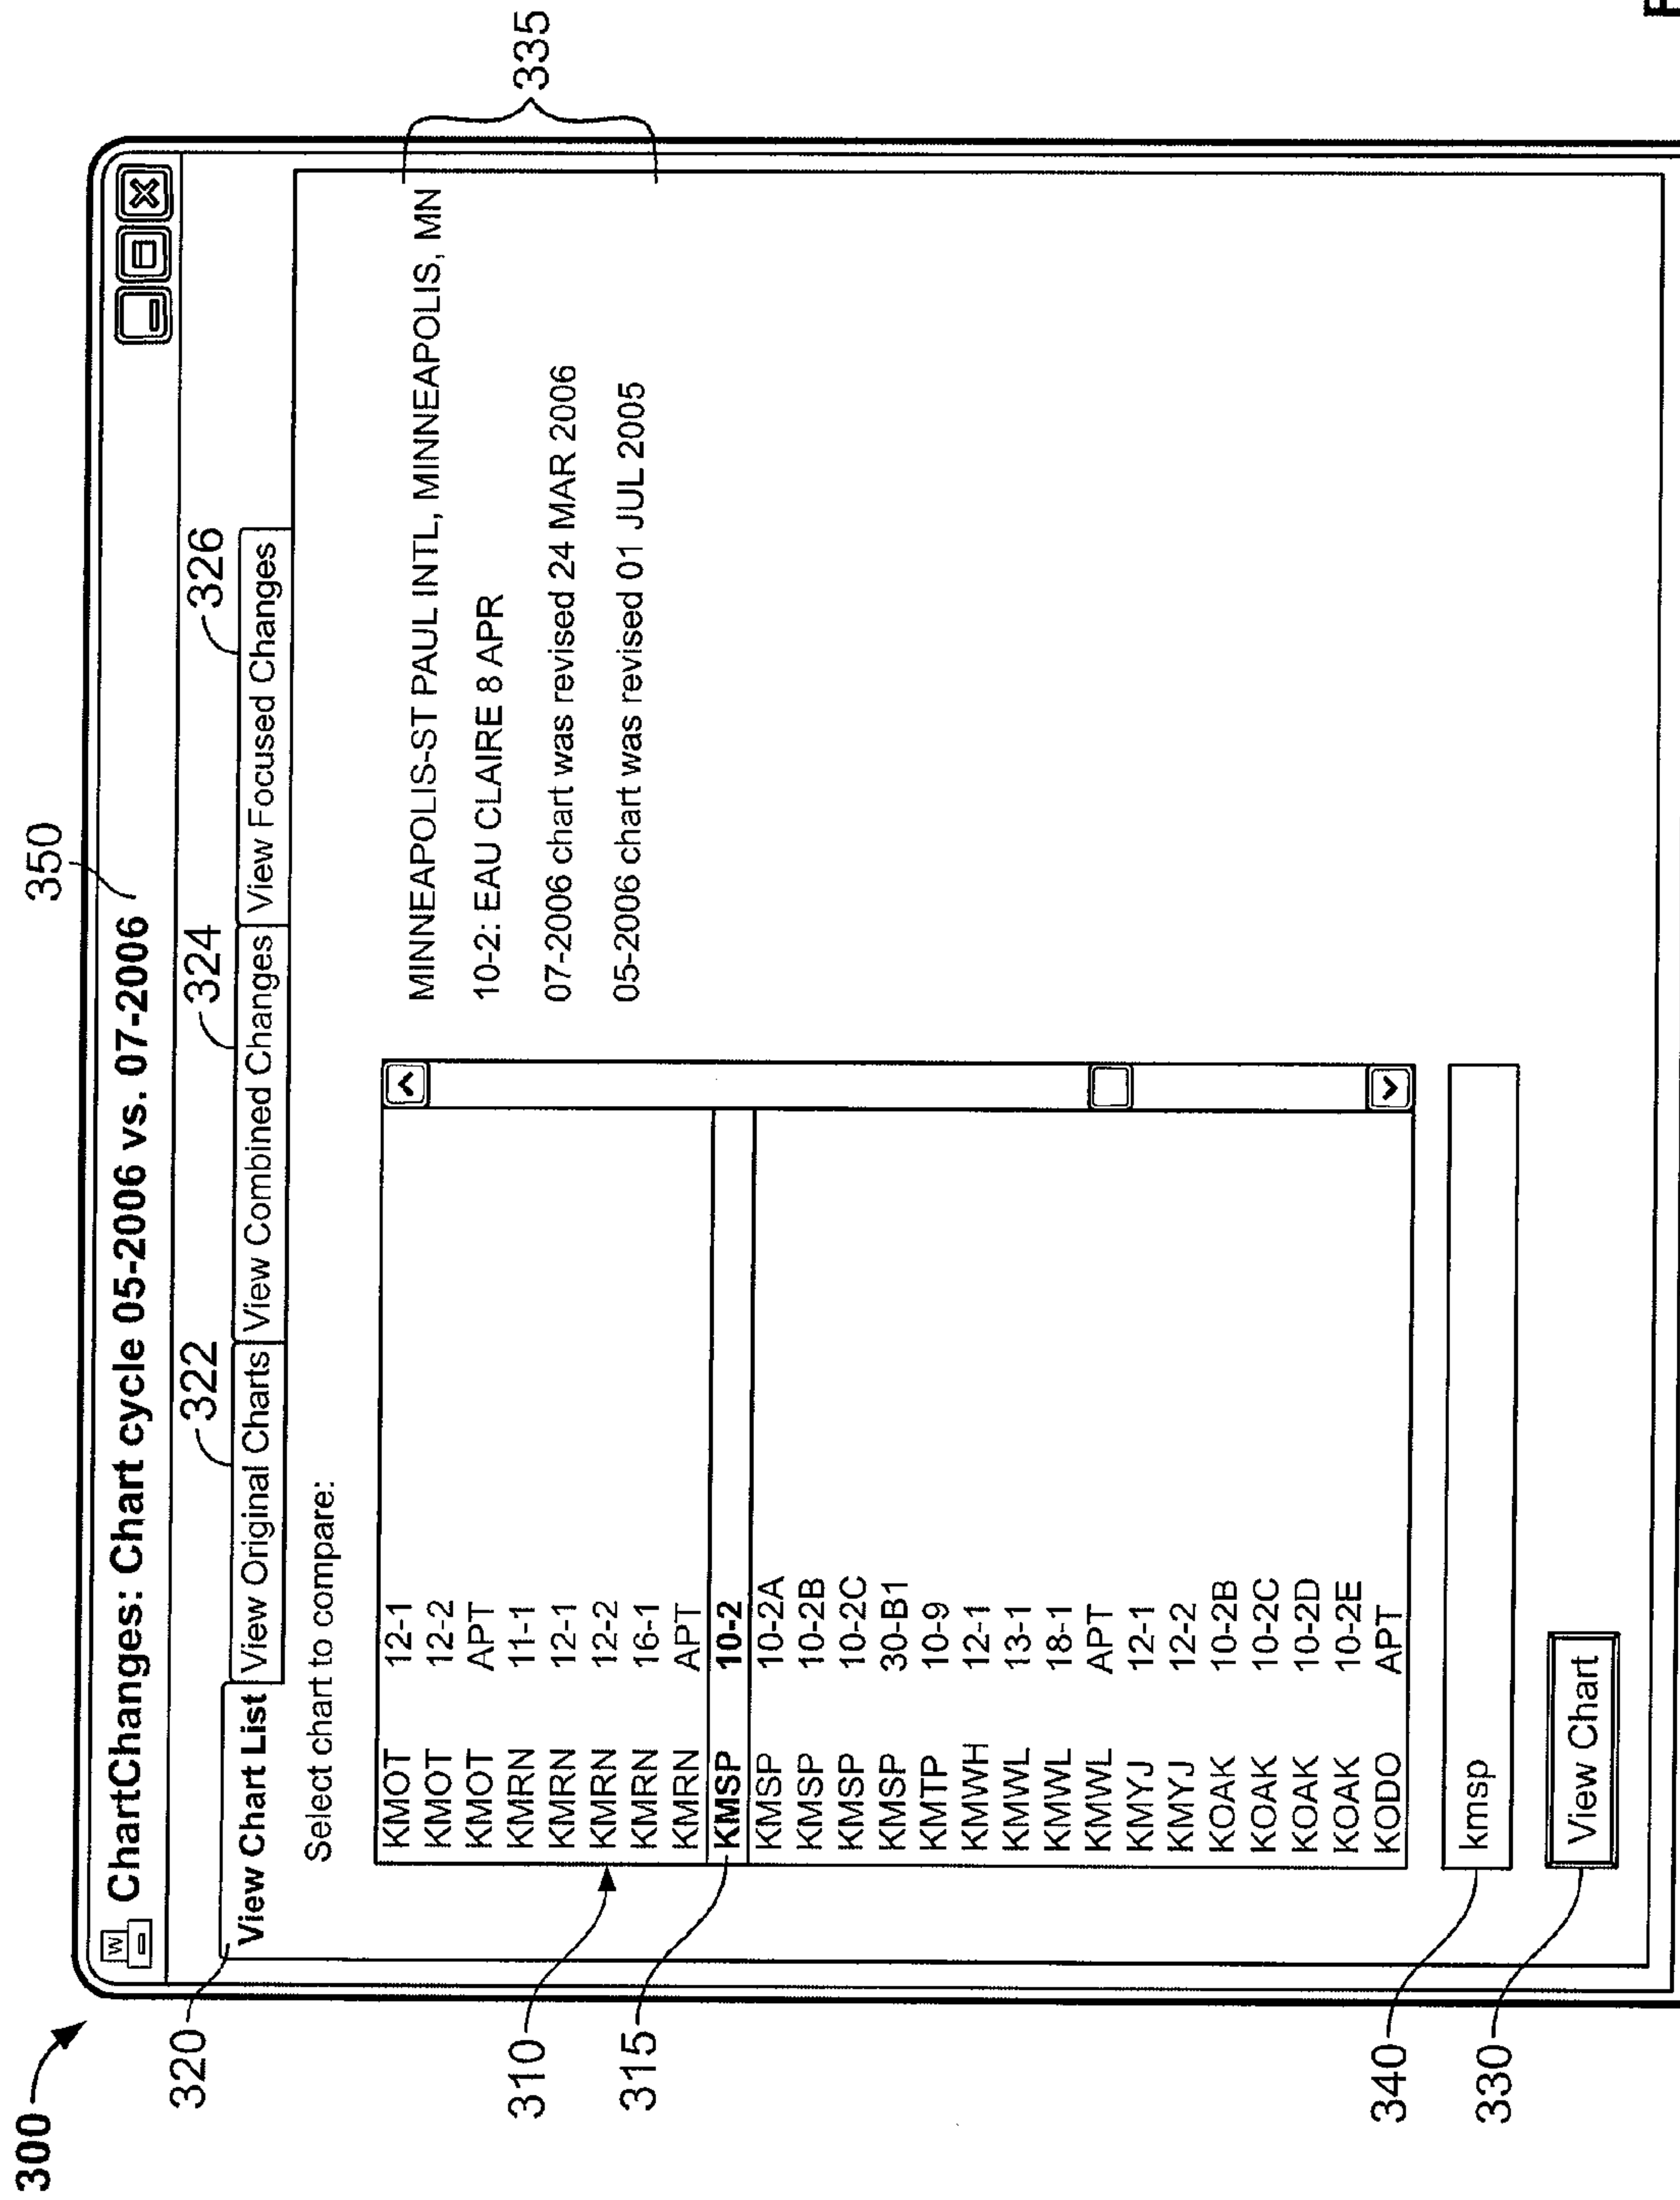 300
350
W
ChartChanges: Chart cycle 05-2006 vs. 07-2006
320
322
324
326
View Chart List
View Original Charts
View Combined Changes
View Focused Changes
Select chart to compare:
310
315
KMOT 12-1
KMOT 12-2
KMOT APT
KMRN 11-1
KMRN 12-1
KMRN 12-2
KMRN 16-1
KMRN APT
KMSP 10-2
KMSP 10-2A
KMSP 10-2B
KMSP 10-2C
KMSP 30-B1
KMTP 10-9
KMWH 12-1
KMWL 13-1
KMWL 18-1
KMWL APT
KMYJ 12-1
KMYJ 12-2
KOAK 10-2B
KOAK 10-2C
KOAK 10-2D
KOAK 10-2E
KODO APT
MINNEAPOLIS-ST PAUL INTL, MINNEAPOLIS, MN
10-2: EAU CLAIRE 8 APR
07-2006 chart was revised 24 MAR 2006
05-2006 chart was revised 01 JUL 2005
335
340
kmsp
330
View Chart